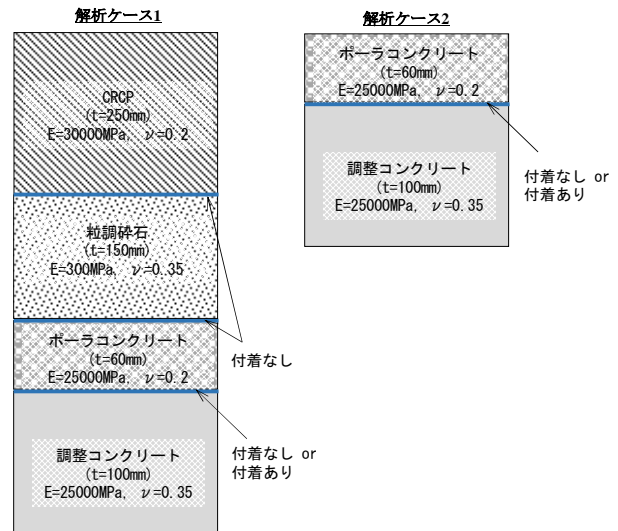 解析ケース1
CRCP
(t=250mm)
E=30000MPa, ν=0.2
粒調砕石
(t=150mm)
E=300MPa, ν=0.35
ポーラコンクリート
(t=60mm)
E=25000MPa, ν=0.2
調整コンクリート
(t=100mm)
E=25000MPa, ν=0.35
付着なし
付着なし or
付着あり
解析ケース2
ポーラコンクリート
(t=60mm)
E=25000MPa, ν=0.2
調整コンクリート
(t=100mm)
E=25000MPa, ν=0.35
付着なし or
付着あり